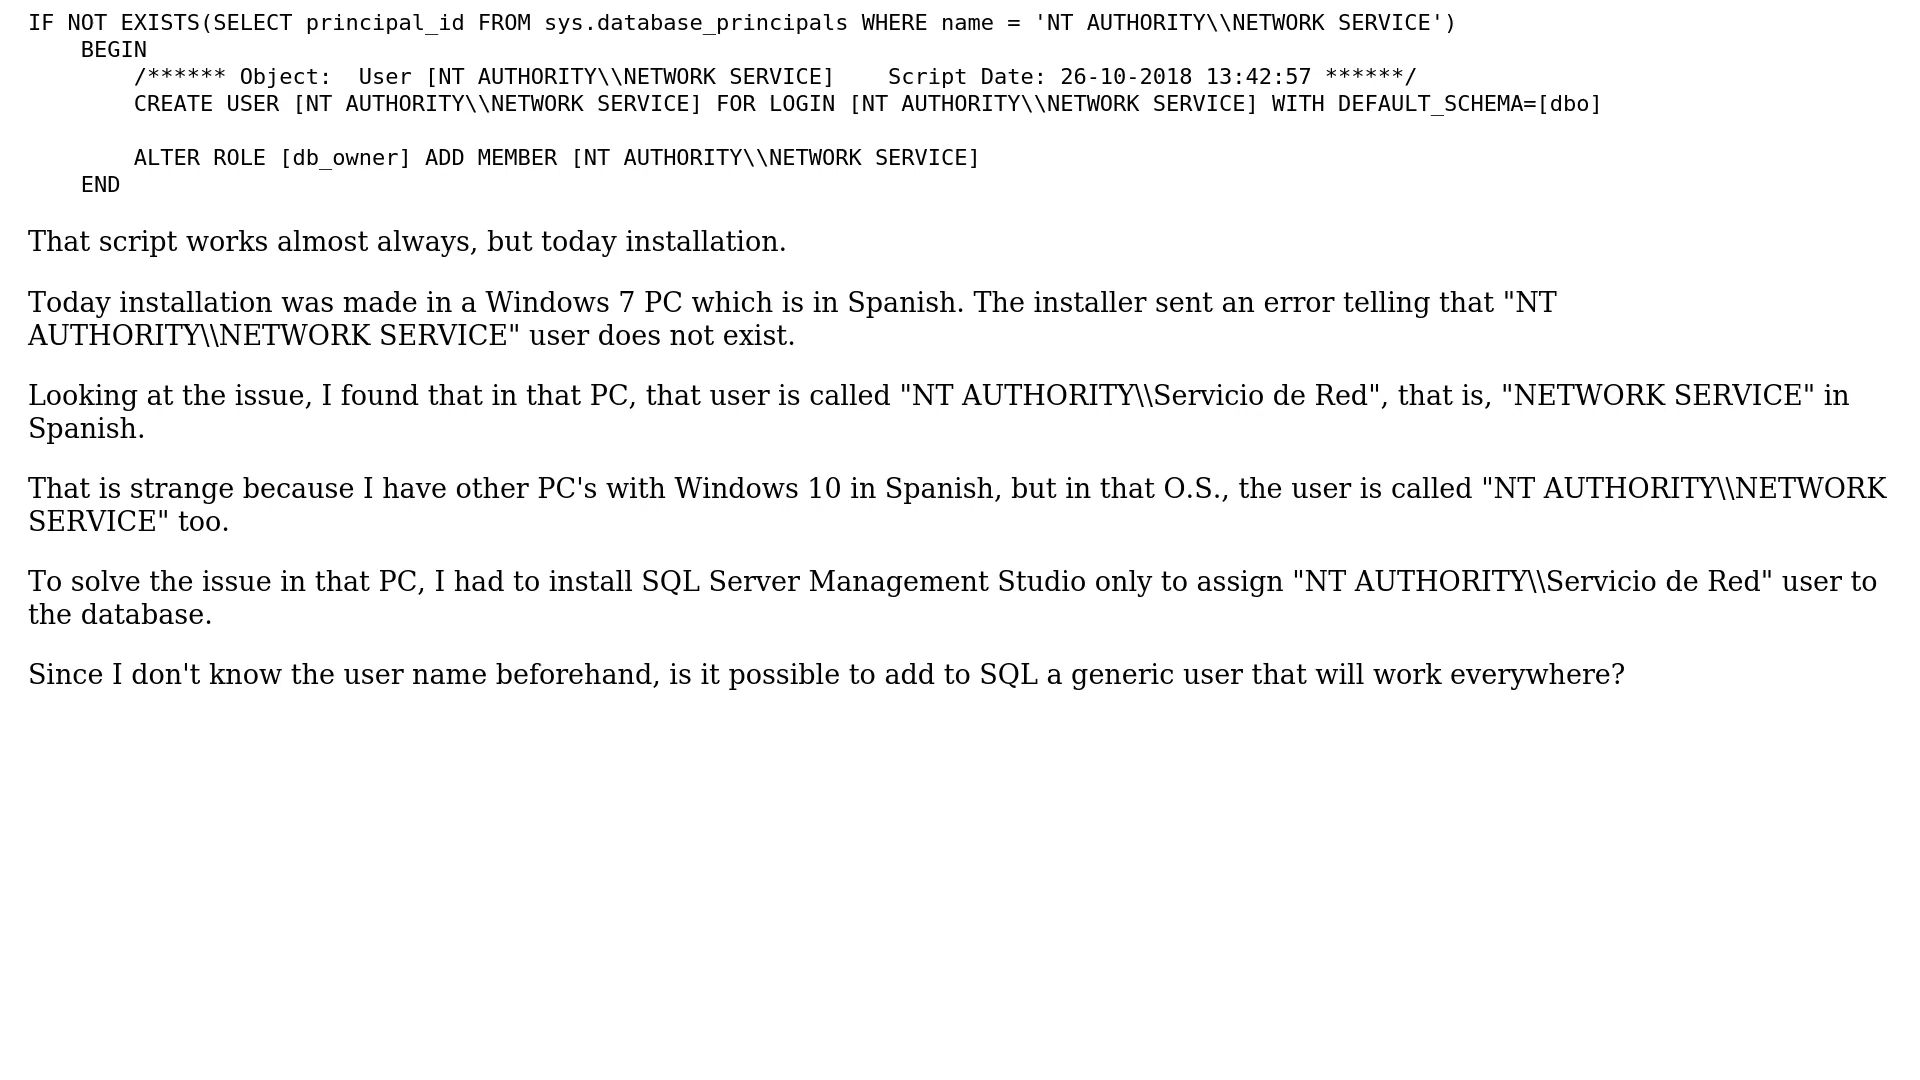 IF NOT EXISTS(SELECT principal_id FROM sys.database_principals WHERE name = 'NT AUTHORITY\\NETWORK SERVICE')
    BEGIN
        /****** Object:  User [NT AUTHORITY\\NETWORK SERVICE]    Script Date: 26-10-2018 13:42:57 ******/
        CREATE USER [NT AUTHORITY\\NETWORK SERVICE] FOR LOGIN [NT AUTHORITY\\NETWORK SERVICE] WITH DEFAULT_SCHEMA=[dbo]

        ALTER ROLE [db_owner] ADD MEMBER [NT AUTHORITY\\NETWORK SERVICE]
    END

That script works almost always, but today installation.

Today installation was made in a Windows 7 PC which is in Spanish. The installer sent an error telling that "NT
AUTHORITY\\NETWORK SERVICE" user does not exist.

Looking at the issue, I found that in that PC, that user is called "NT AUTHORITY\\Servicio de Red", that is, "NETWORK SERVICE" in
Spanish.

That is strange because I have other PC's with Windows 10 in Spanish, but in that O.S., the user is called "NT AUTHORITY\\NETWORK
SERVICE" too.

To solve the issue in that PC, I had to install SQL Server Management Studio only to assign "NT AUTHORITY\\Servicio de Red" user to
the database.

Since I don't know the user name beforehand, is it possible to add to SQL a generic user that will work everywhere?